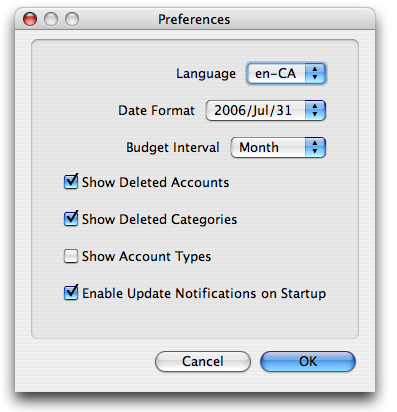 Preferences
Language en-CA
Date Format 2006/Jul/31
Budget Interval Month
Show Deleted Accounts
Show Deleted Categories
Show Account Types
Enable Update Notifications on Startup
Cancel OK